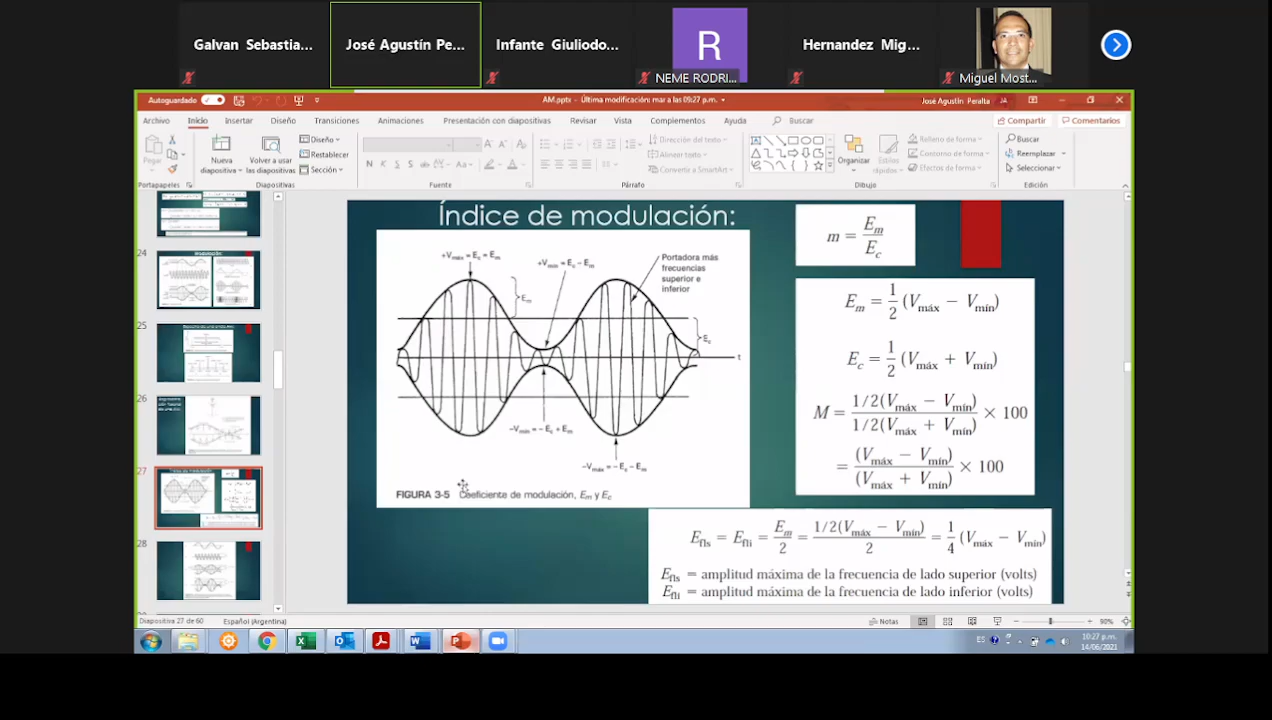 Galvan Sebastia...
José Agustín Pe...
Infante Giuliodo...
R
NEME RODRI...
Hernandez Mig...
Miguel Most...
Autoguardado
AM.pptx - Última modificación: mar a las 09:27 p.m.
José Agustín Peralta
JA
Archivo Inicio Insertar Diseño Transiciones Animaciones Presentación con diapositivas Revisar Vista Complementos Ayuda Buscar
Compartir Comentarios
Pegar
Nueva diapositiva
Volver a usar las diapositivas
Diseño
Restablecer
Sección
N K S S ab AV Aa
Dirección del texto
Alinear texto
Convertir a SmartArt
Organizar
Estilos rápidos
Relleno de forma
Contorno de forma
Efectos de forma
Buscar
Reemplazar
Seleccionar
Portapapeles Diapositivas Fuente Párrafo Dibujo Edición
24
25
26
27
28
Índice de modulación:
m = Em / Ec
+Vmáx = Ec + Em
+Vmín = Ec − Em
Portadora más
frecuencias
superior e
inferior
Em
Ec
t
−Vmín = − Ec + Em
−Vmáx = − Ec − Em
FIGURA 3-5 Coeficiente de modulación, Em y Ec
Em = 1/2 (Vmáx − Vmín)
Ec = 1/2 (Vmáx + Vmín)
M = 1/2(Vmáx − Vmín) / 1/2(Vmáx + Vmín) × 100
= (Vmáx − Vmín) / (Vmáx + Vmín) × 100
Efls = Efli = Em / 2 = 1/2(Vmáx − Vmín) / 2 = 1/4 (Vmáx − Vmín)
Efls = amplitud máxima de la frecuencia de lado superior (volts)
Efli = amplitud máxima de la frecuencia de lado inferior (volts)
Diapositiva 27 de 60 Español (Argentina)
Notas
90%
ES
10:27 p.m.
14/06/2021